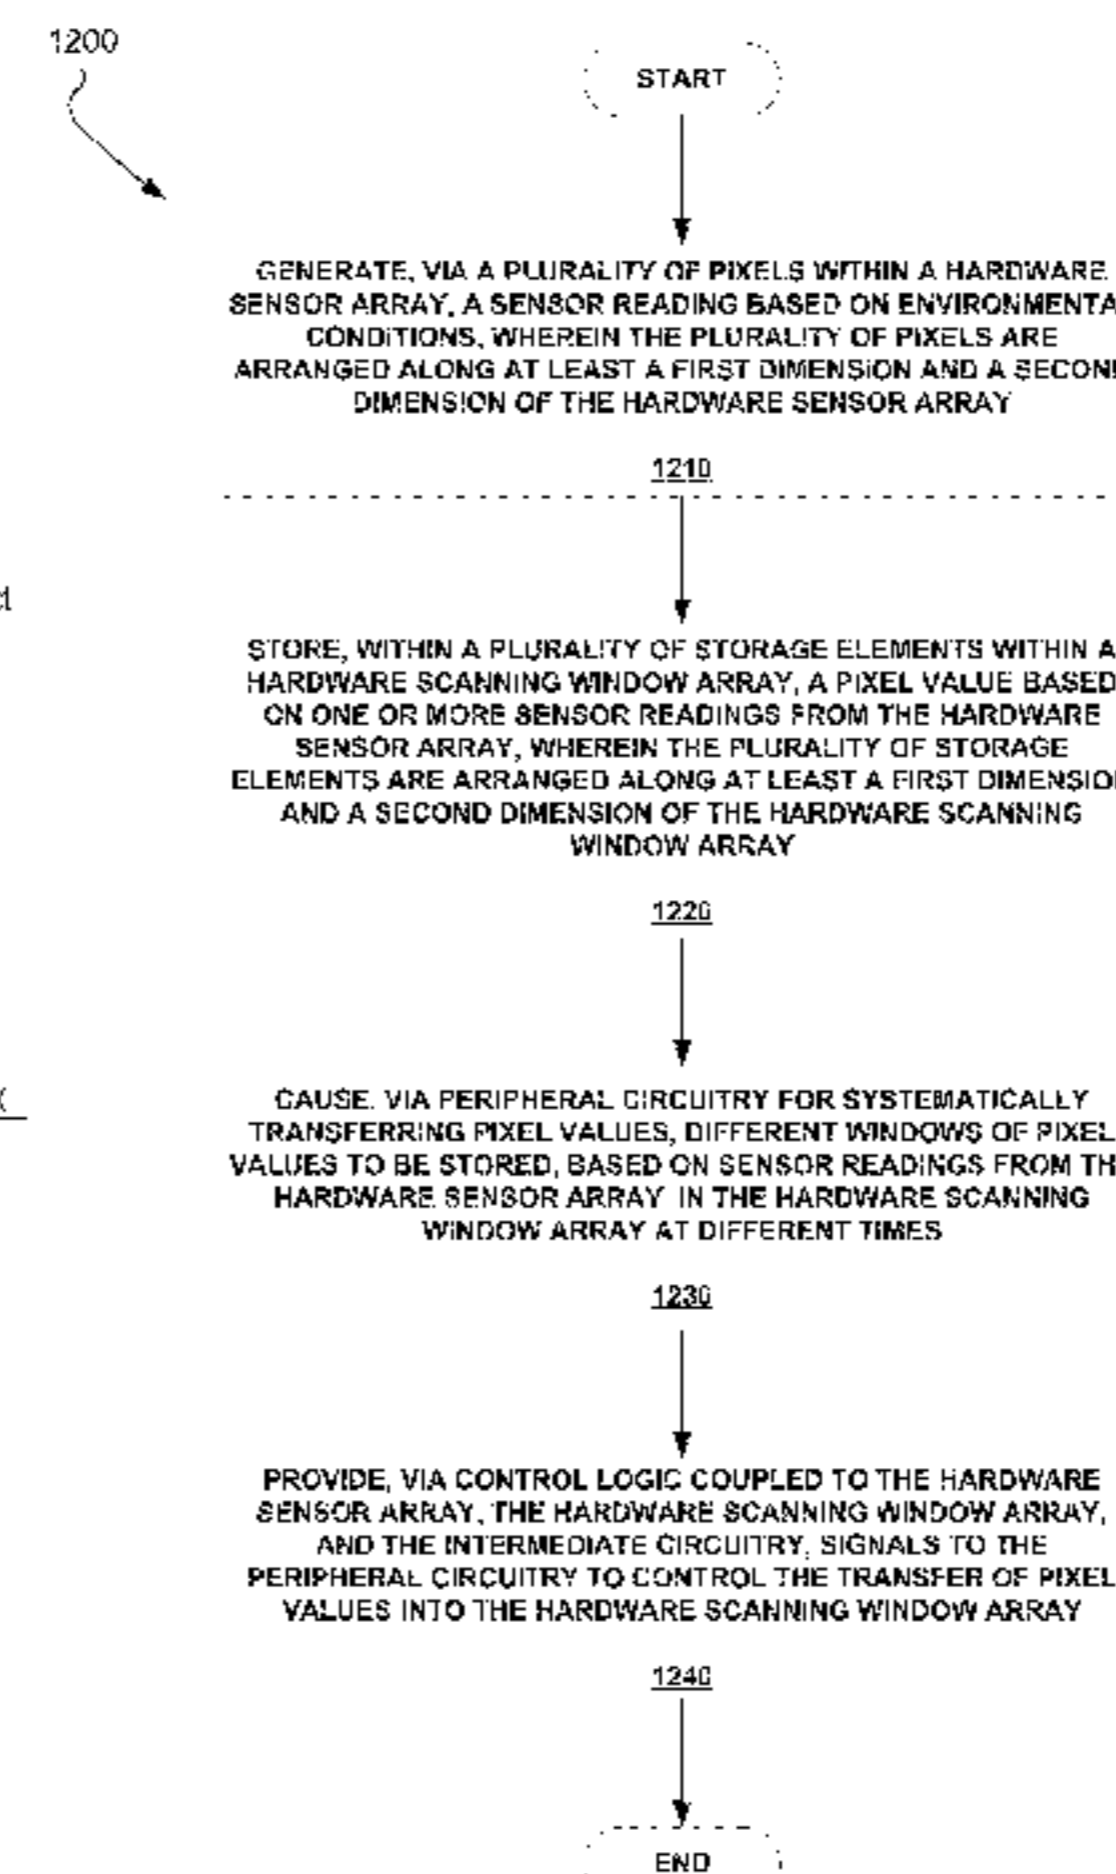 1200
START
GENERATE, VIA A PLURALITY OF PIXELS WITHIN A HARDWARE
SENSOR ARRAY, A SENSOR READING BASED ON ENVIRONMENTA
CONDITIONS, WHEREIN THE PLURALITY OF PIXELS ARE
ARRANGED ALONG AT LEAST A FIRST DIMENSION AND A SECON
DIMENSION OF THE HARDWARE SENSOR ARRAY
1210
STORE, WITHIN A PLURALITY OF STORAGE ELEMENTS WITHIN A
HARDWARE SCANNING WINDOW ARRAY, A PIXEL VALUE BASED
ON ONE OR MORE SENSOR READINGS FROM THE HARDWARE
SENSOR ARRAY, WHEREIN THE PLURALITY OF STORAGE
ELEMENTS ARE ARRANGED ALONG AT LEAST A FIRST DIMENSIO
AND A SECOND DIMENSION OF THE HARDWARE SCANNING
WINDOW ARRAY
1220
CAUSE, VIA PERIPHERAL CIRCUITRY FOR SYSTEMATICALLY
TRANSFERRING PIXEL VALUES, DIFFERENT WINDOWS OF PIXEL
VALUES TO BE STORED, BASED ON SENSOR READINGS FROM TH
HARDWARE SENSOR ARRAY IN THE HARDWARE SCANNING
WINDOW ARRAY AT DIFFERENT TIMES
1230
PROVIDE, VIA CONTROL LOGIC COUPLED TO THE HARDWARE
SENSOR ARRAY, THE HARDWARE SCANNING WINDOW ARRAY,
AND THE INTERMEDIATE CIRCUITRY, SIGNALS TO THE
PERIPHERAL CIRCUITRY TO CONTROL THE TRANSFER OF PIXEL
VALUES INTO THE HARDWARE SCANNING WINDOW ARRAY
1240
END